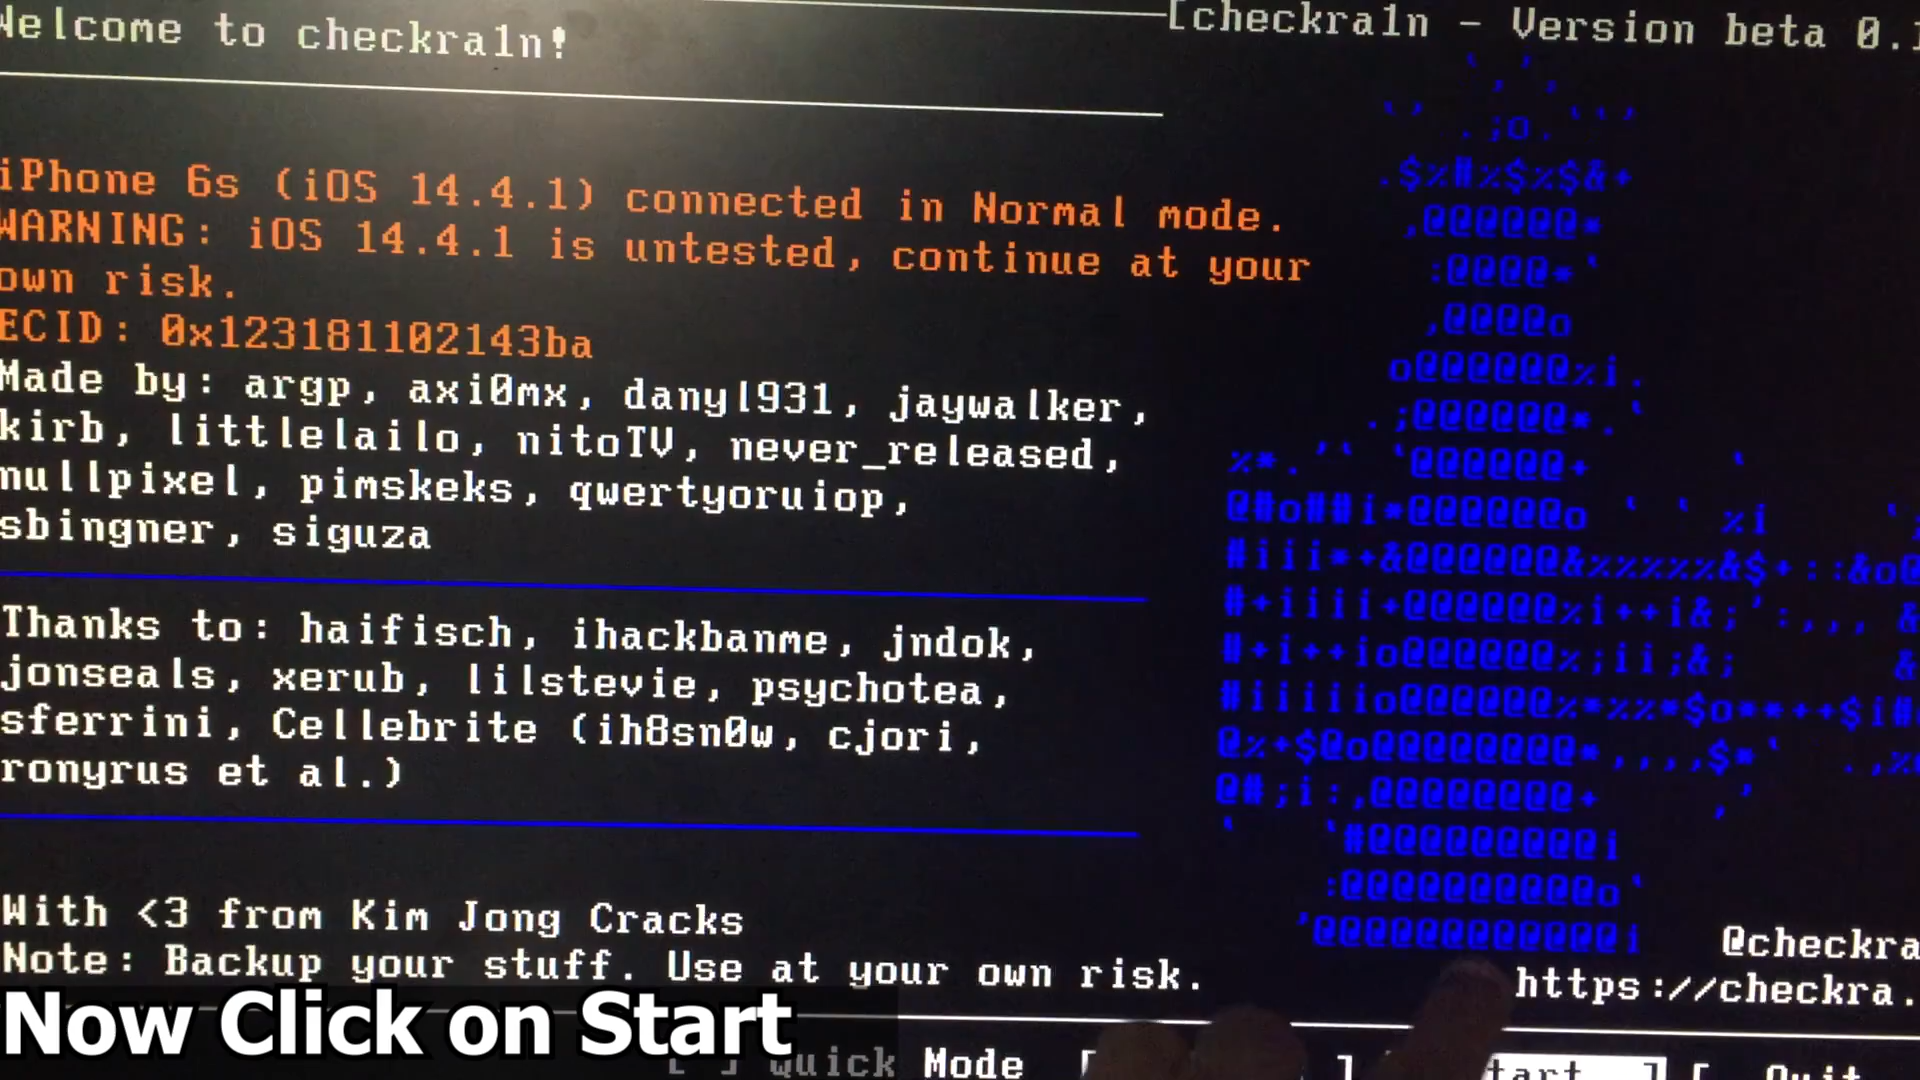 Welcome to checkra1n!
[checkra1n - Version beta 0.1
iPhone 6s (iOS 14.4.1) connected in Normal mode.
WARNING: iOS 14.4.1 is untested, continue at your
own risk.
ECID: 0x123181102143ba
Made by: argp, axi0mx, danyl931, jaywalker,
kirb, littlelailo, nitoTV, never_released,
nullpixel, pimskeks, qwertyoruiop,
sbingner, siguza
Thanks to: haifisch, ihackbanme, jndok,
jonseals, xerub, lilstevie, psychotea,
sferrini, Cellebrite (ih8sn0w, cjori,
ronyrus et al.)
With <3 from Kim Jong Cracks
Note: Backup your stuff. Use at your own risk.
@checkra
https://checkra.
Now Click on Start
[ ] Quick Mode [ ] tart ] [ Quit